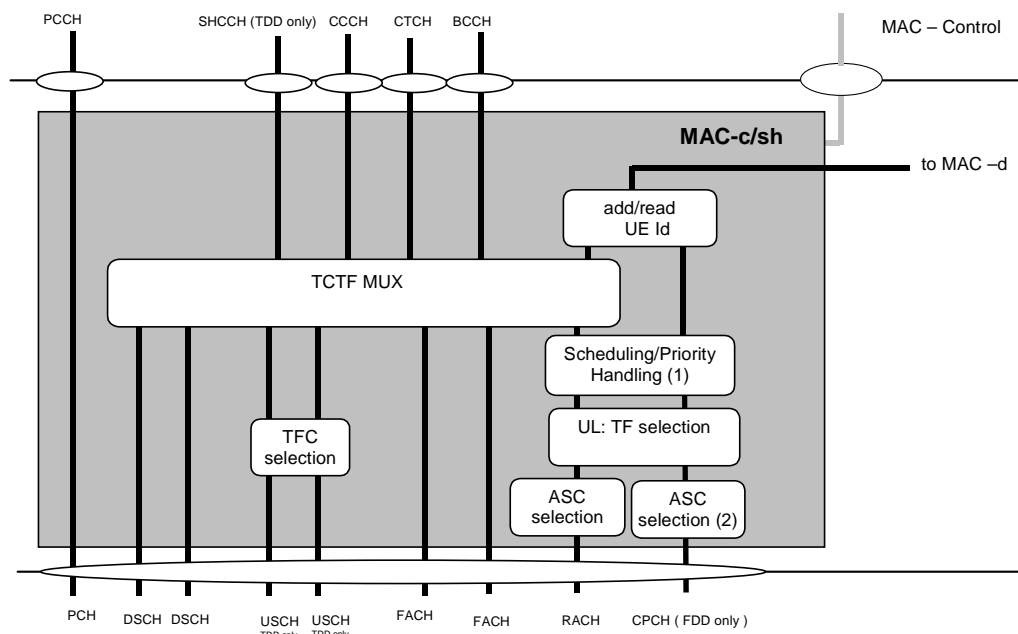 PCCH
SHCCH (TDD only)
CCCH
CTCH
BCCH
MAC – Control
MAC-c/sh
to MAC –d
add/read
UE Id
TCTF MUX
Scheduling/Priority
Handling (1)
UL: TF selection
TFC
selection
ASC
selection
ASC
selection (2)
PCH
DSCH
DSCH
USCH
TDD only
USCH
TDD only
FACH
FACH
RACH
CPCH ( FDD only )